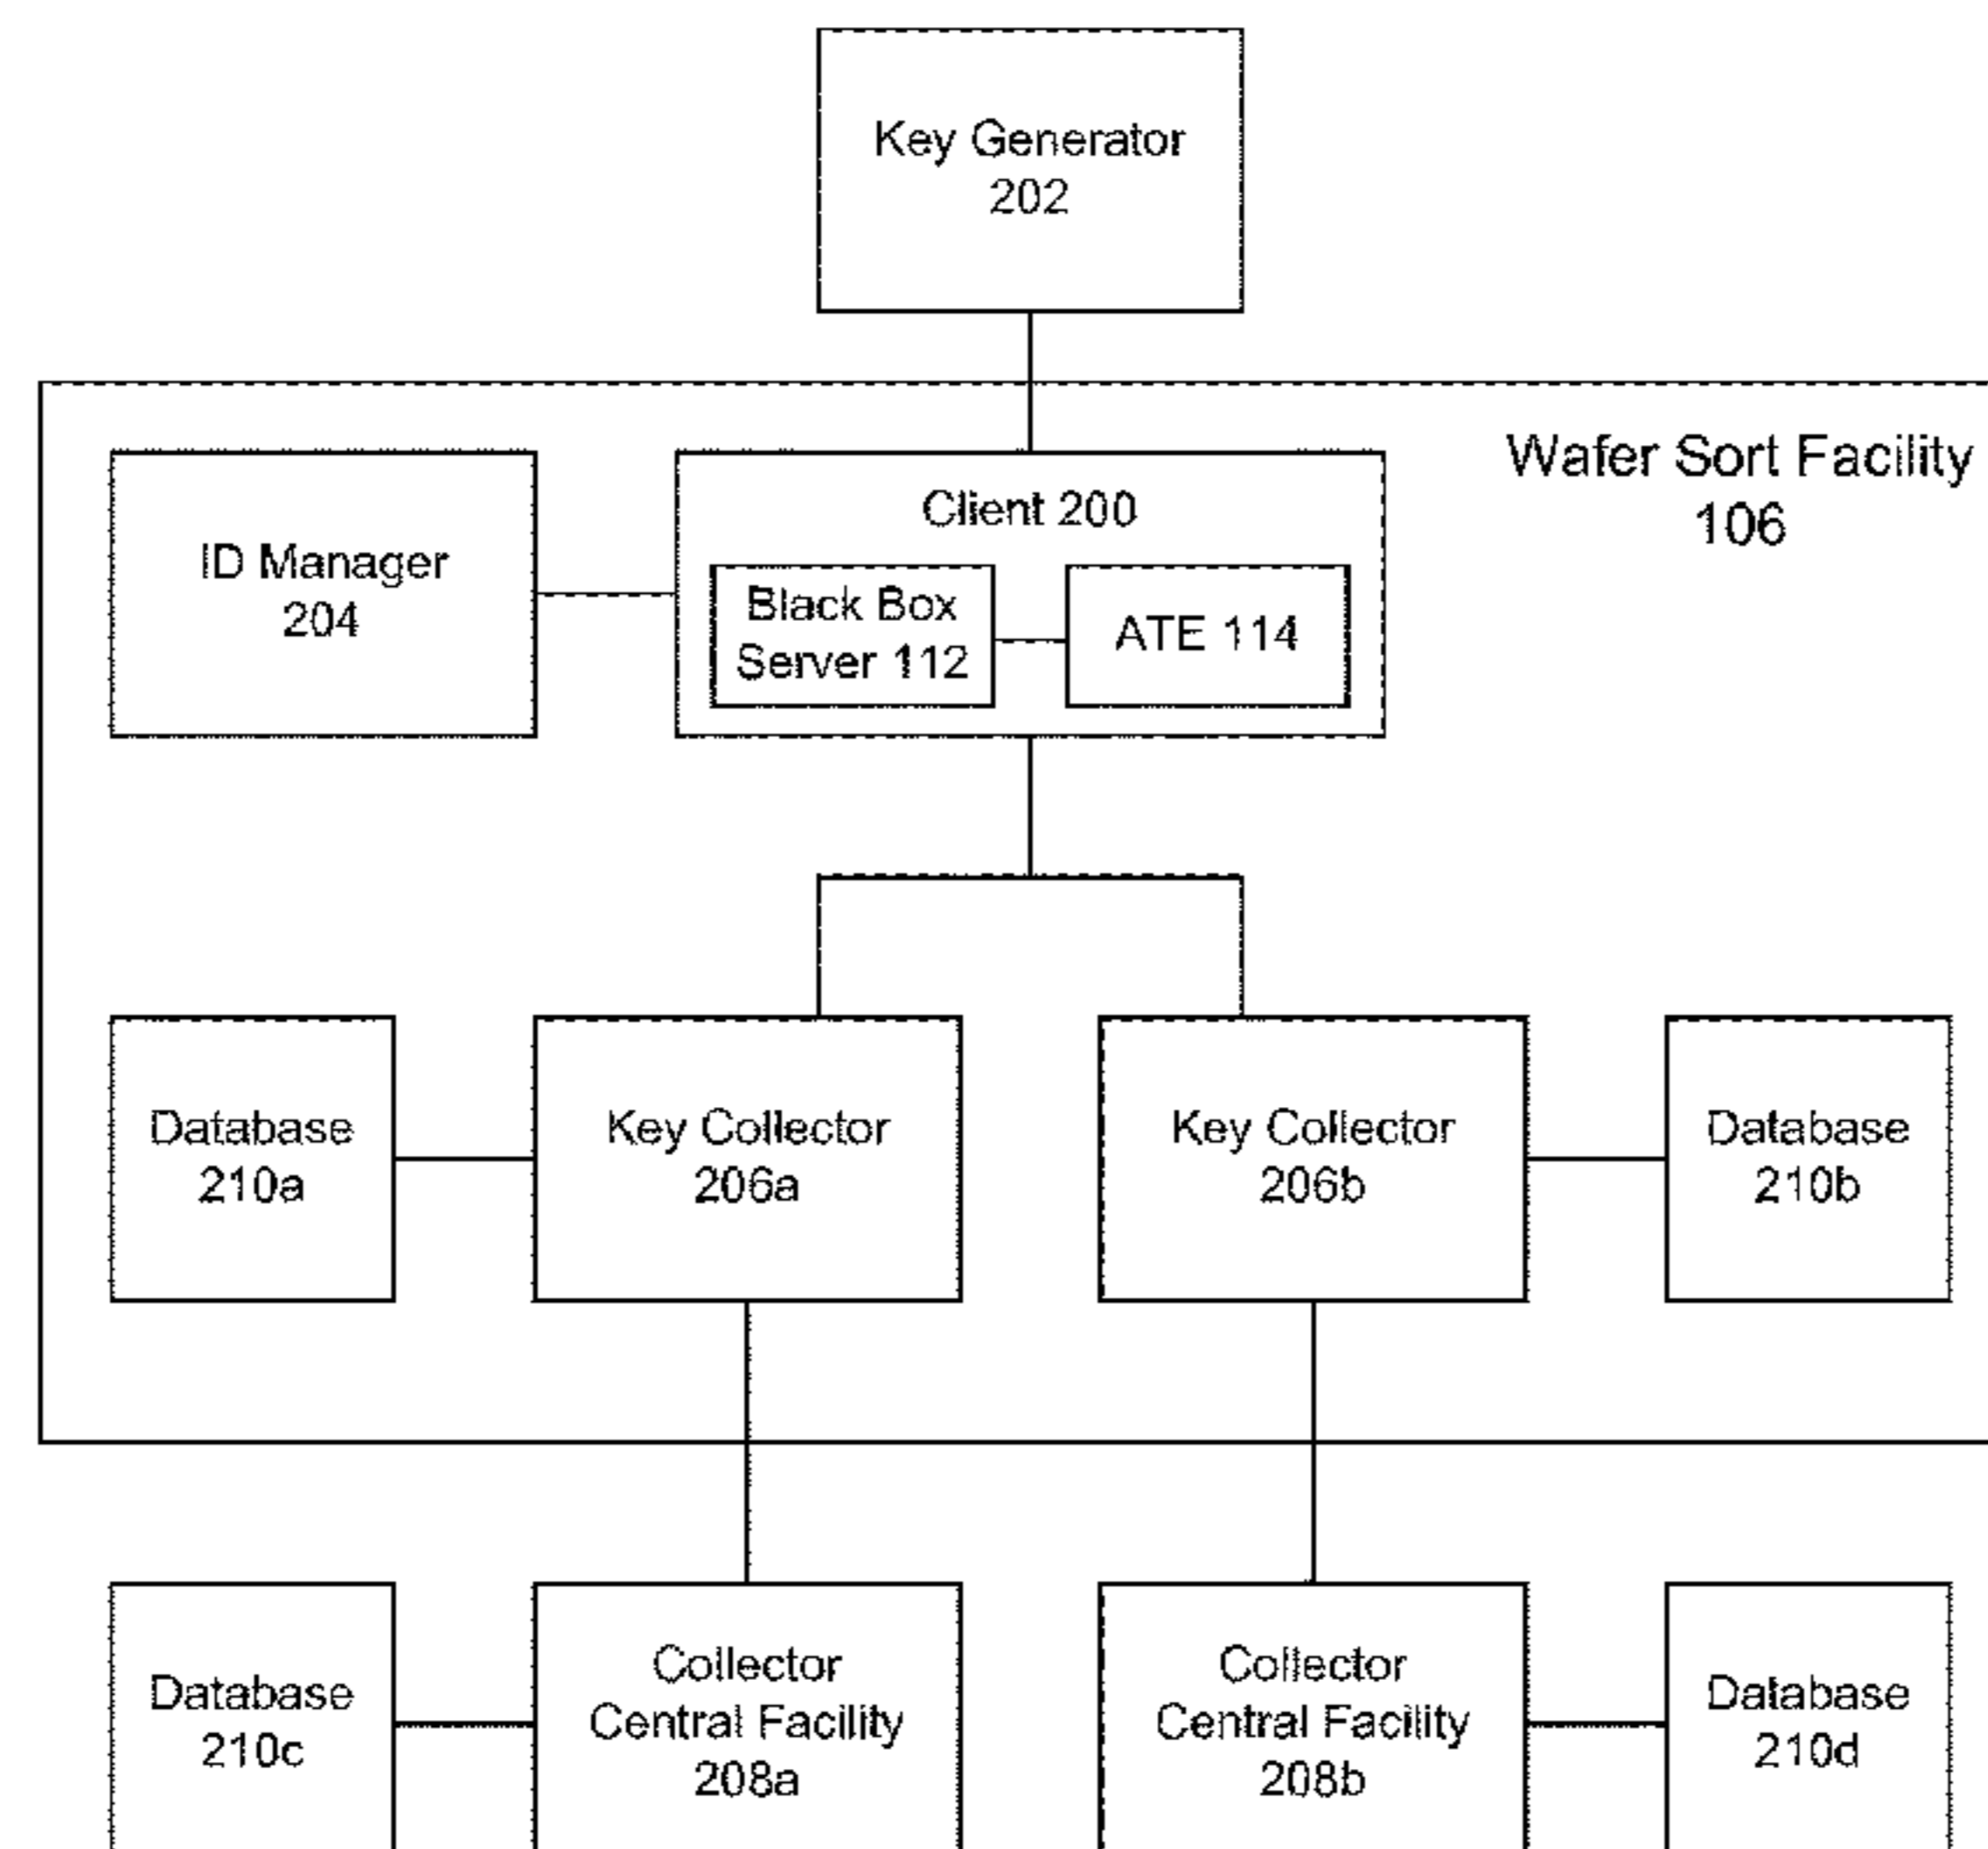 Key Generator
202
Wafer Sort Facility
106
Client 200
ID Manager
204
Black Box
Server 112
ATE 114
Database
210a
Key Collector
206a
Key Collector
206b
Database
210b
Database
210c
Collector
Central Facility
208a
Collector
Central Facility
208b
Database
210d